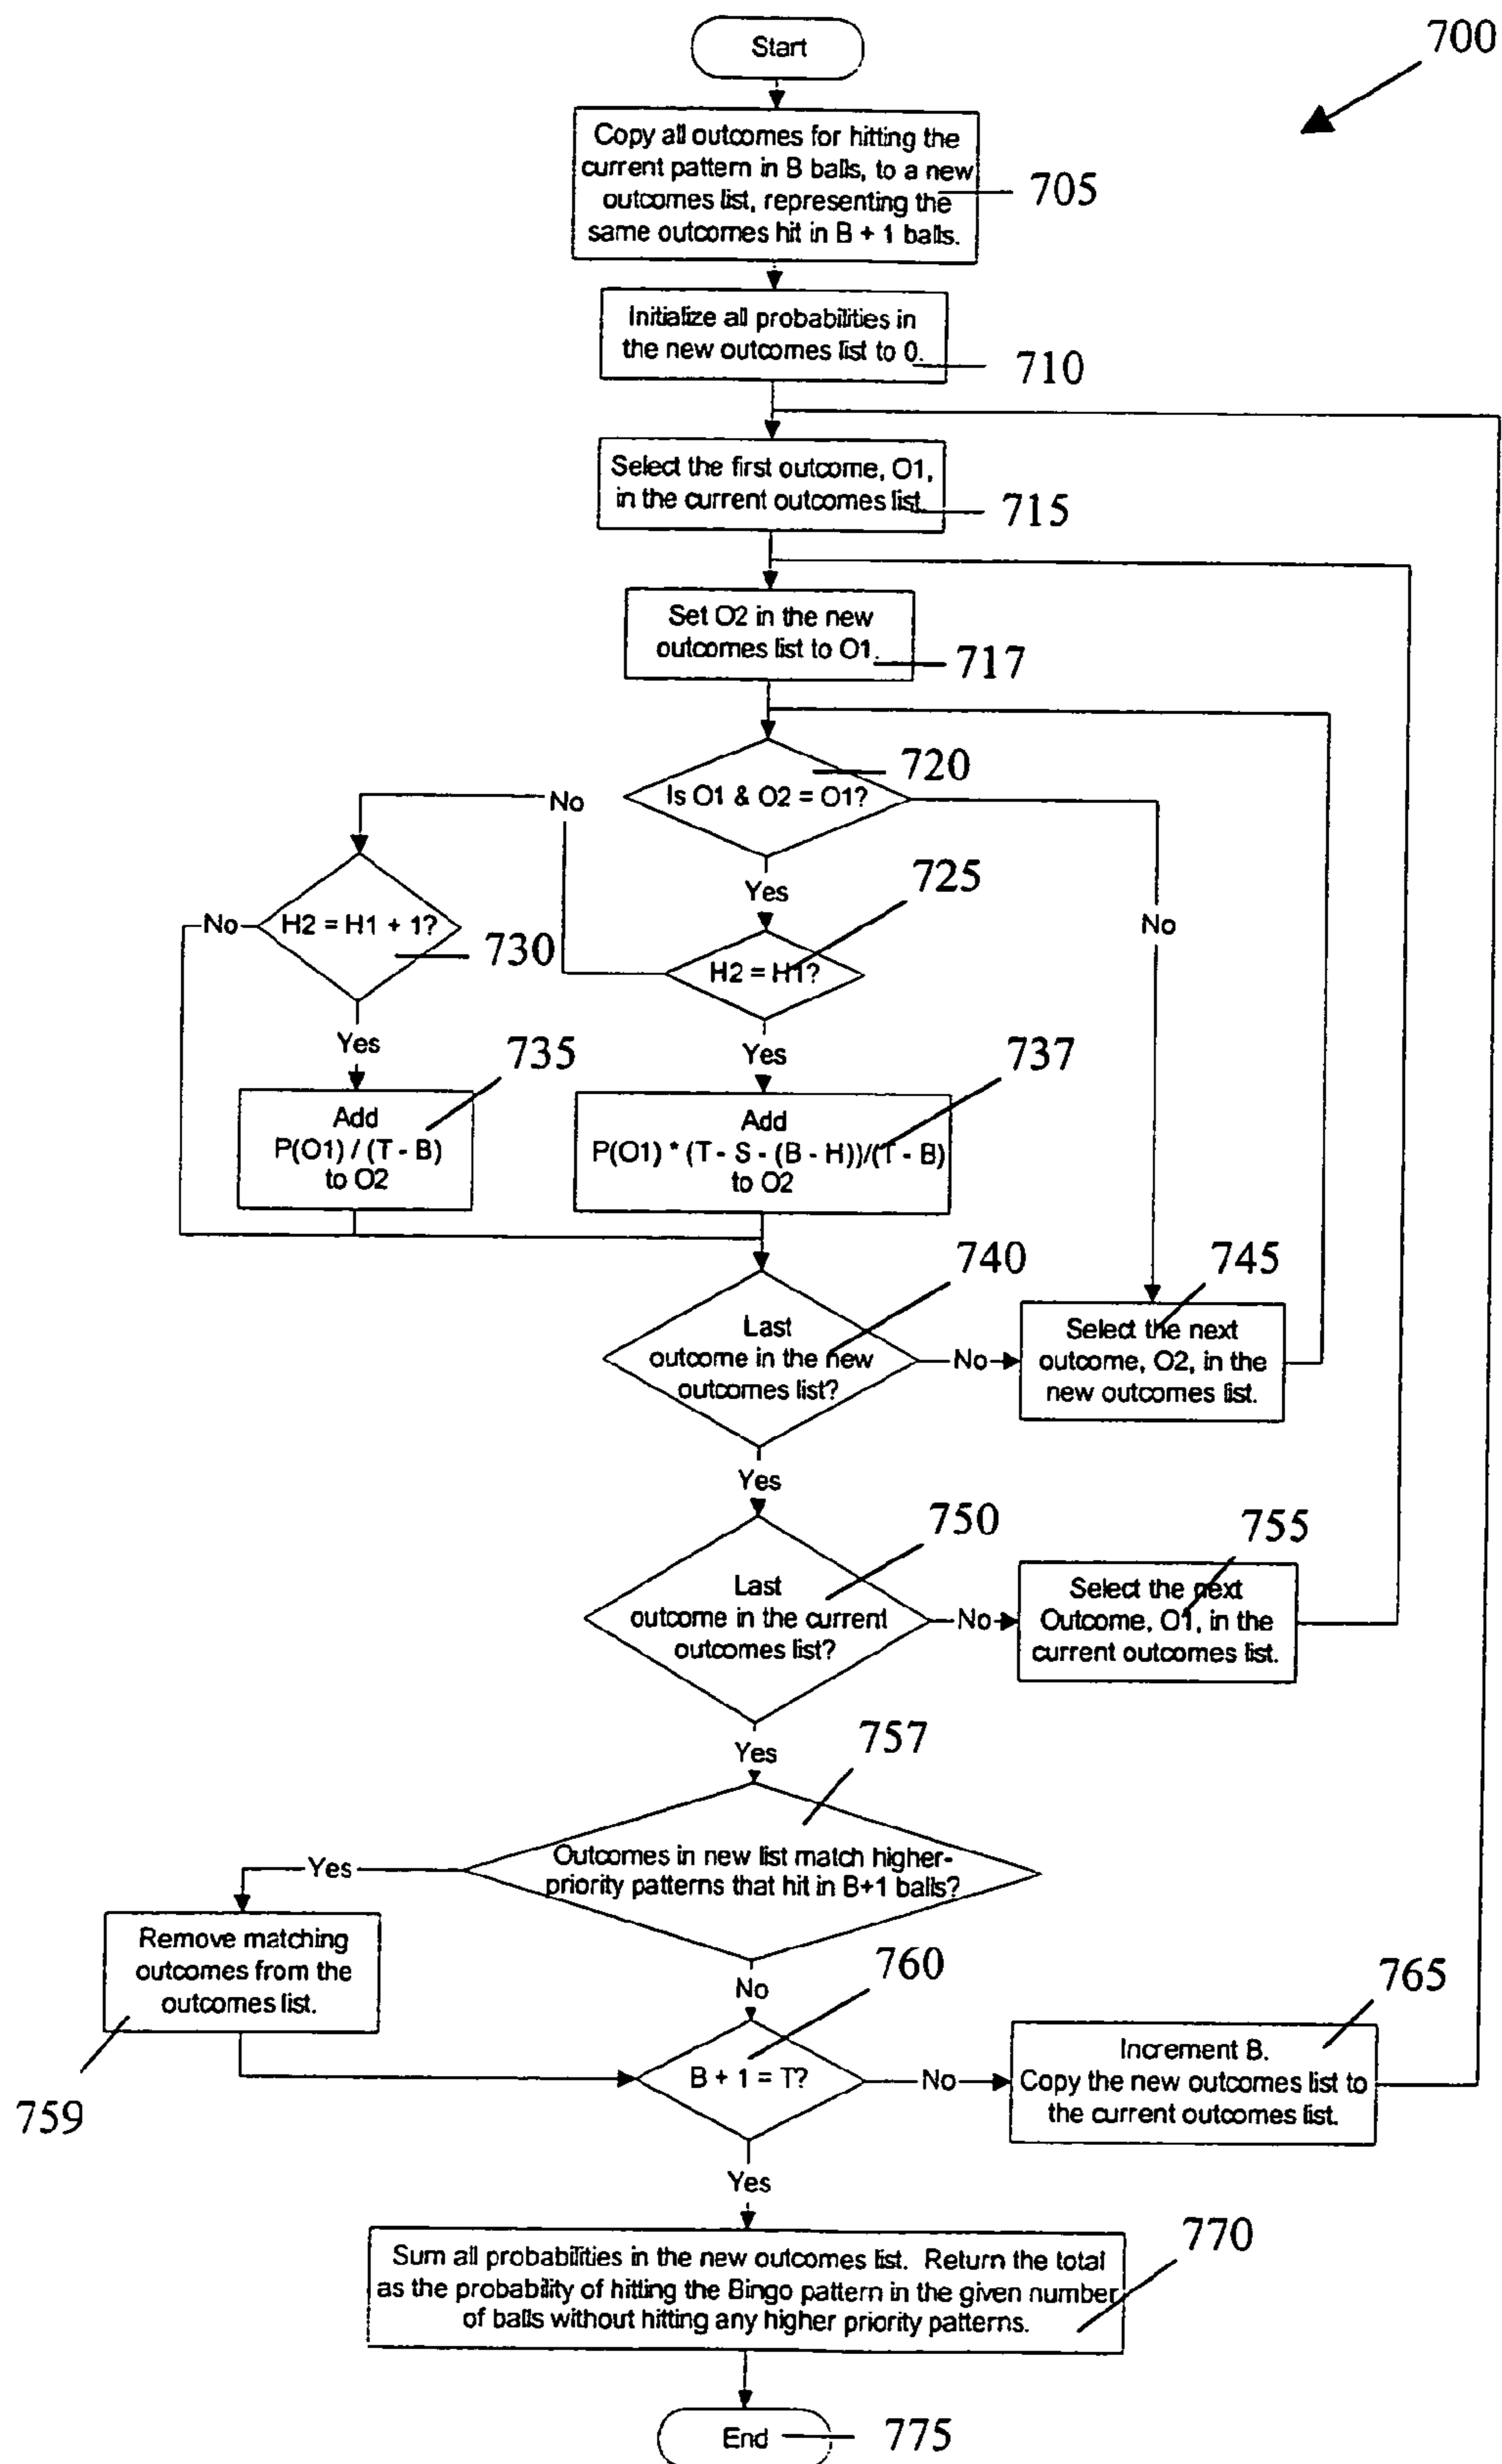 Start
700
Copy all outcomes for hitting the
current pattern in B balls, to a new
outcomes list, representing the
same outcomes hit in B + 1 balls.
705
Initialize all probabilities in
the new outcomes list to 0.
710
Select the first outcome, O1,
in the current outcomes list.
715
Set O2 in the new
outcomes list to O1.
717
720
Is O1 & O2 = O1?
No
Yes
No
725
H2 = H1?
H2 = H1 + 1?
No
730
Yes
Yes
735
737
Add
P(O1) / (T - B)
to O2
Add
P(O1) * (T - S - (B - H))/(T - B)
to O2
740
745
Last
outcome in the new
outcomes list?
No
Select the next
outcome, O2, in the
new outcomes list.
Yes
750
755
Last
outcome in the current
outcomes list?
No
Select the next
Outcome, O1, in the
current outcomes list.
Yes
757
Outcomes in new list match higher-
priority patterns that hit in B+1 balls?
Yes
Remove matching
outcomes from the
outcomes list.
759
No
760
765
B + 1 = T?
No
Increment B.
Copy the new outcomes list to
the current outcomes list.
Yes
770
Sum all probabilities in the new outcomes list. Return the total
as the probability of hitting the Bingo pattern in the given number
of balls without hitting any higher priority patterns.
End
775